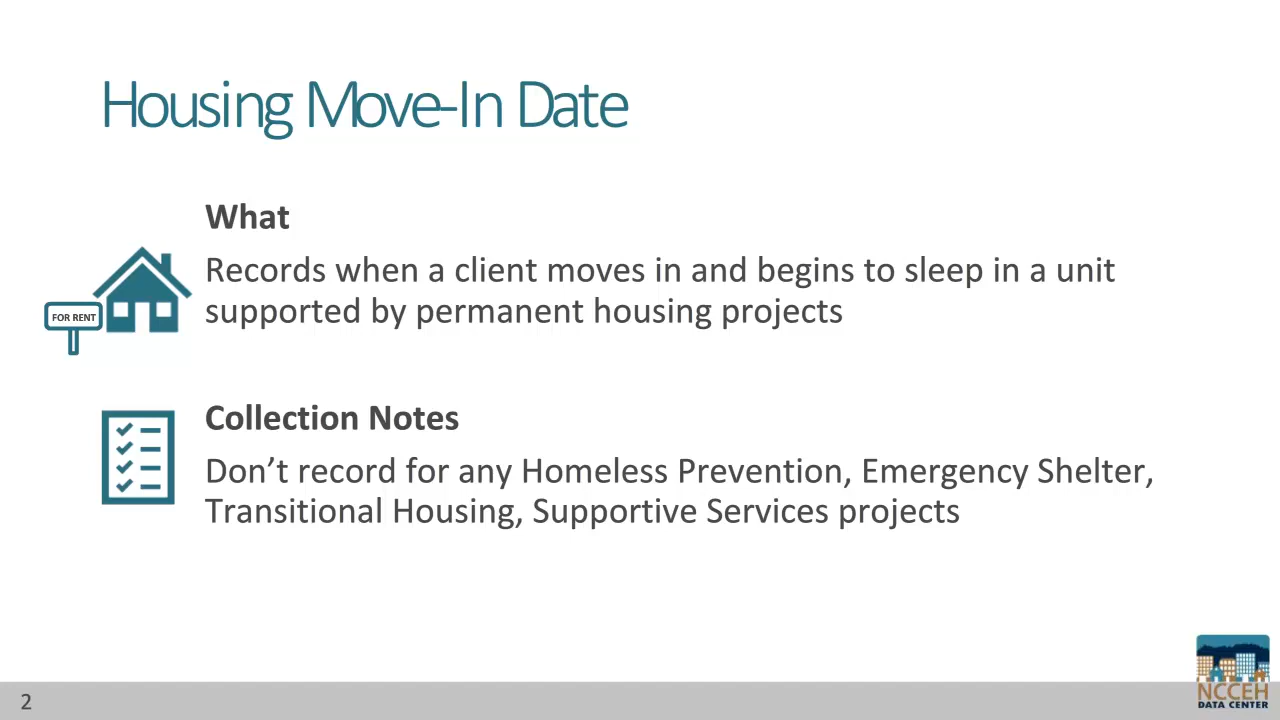 Housing Move-In Date
What
Records when a client moves in and begins to sleep in a unit
supported by permanent housing projects
FOR RENT
Collection Notes
Don’t record for any Homeless Prevention, Emergency Shelter,
Transitional Housing, Supportive Services projects
2
NCCEH
DATA CENTER